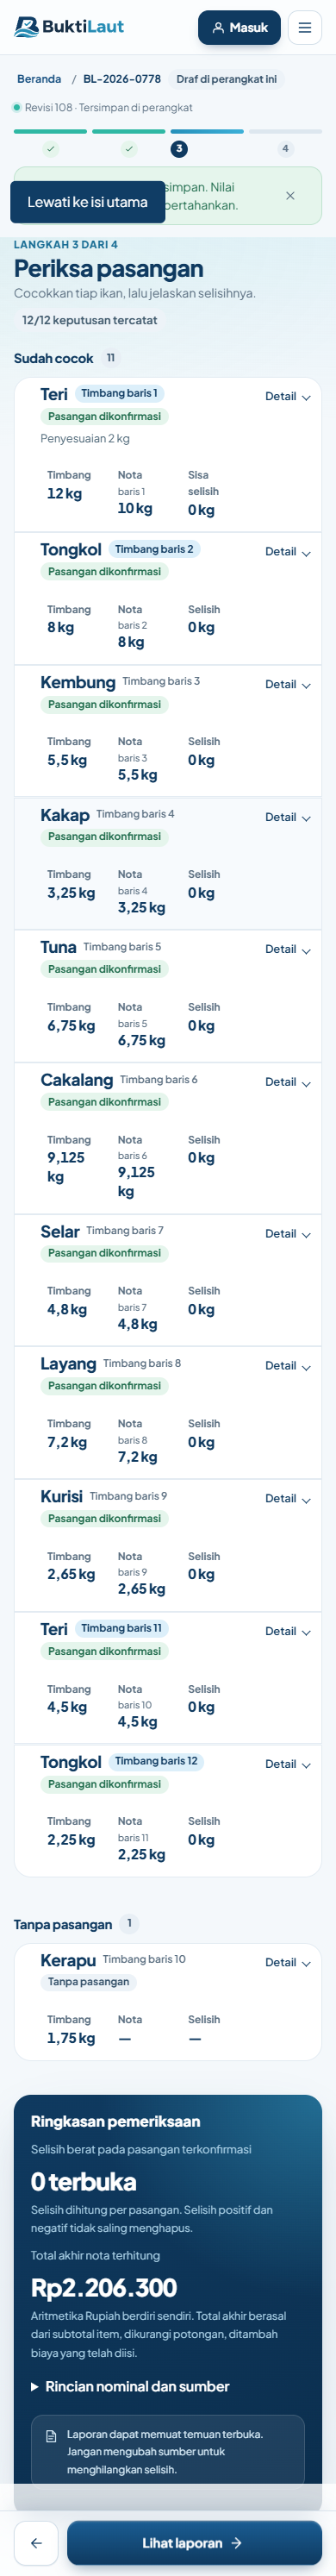 BuktiLaut
Masuk
Beranda / BL-2026-0778 Draf di perangkat ini
Revisi 108 · Tersimpan di perangkat
3
4
simpan. Nilai
Lewati ke isi utama
pertahankan.
LANGKAH 3 DARI 4
Periksa pasangan
Cocokkan tiap ikan, lalu jelaskan selisihnya.
12/12 keputusan tercatat
Sudah cocok 11
Teri Timbang baris 1 Detail
Pasangan dikonfirmasi
Penyesuaian 2 kg
Timbang Nota Sisa selisih
12 kg baris 1 0 kg
10 kg
Tongkol Timbang baris 2 Detail
Pasangan dikonfirmasi
Timbang Nota Selisih
8 kg baris 2 0 kg
8 kg
Kembung Timbang baris 3 Detail
Pasangan dikonfirmasi
Timbang Nota Selisih
5,5 kg baris 3 0 kg
5,5 kg
Kakap Timbang baris 4 Detail
Pasangan dikonfirmasi
Timbang Nota Selisih
3,25 kg baris 4 0 kg
3,25 kg
Tuna Timbang baris 5 Detail
Pasangan dikonfirmasi
Timbang Nota Selisih
6,75 kg baris 5 0 kg
6,75 kg
Cakalang Timbang baris 6 Detail
Pasangan dikonfirmasi
Timbang Nota Selisih
9,125 kg baris 6 0 kg
9,125 kg
Selar Timbang baris 7 Detail
Pasangan dikonfirmasi
Timbang Nota Selisih
4,8 kg baris 7 0 kg
4,8 kg
Layang Timbang baris 8 Detail
Pasangan dikonfirmasi
Timbang Nota Selisih
7,2 kg baris 8 0 kg
7,2 kg
Kurisi Timbang baris 9 Detail
Pasangan dikonfirmasi
Timbang Nota Selisih
2,65 kg baris 9 0 kg
2,65 kg
Teri Timbang baris 11 Detail
Pasangan dikonfirmasi
Timbang Nota Selisih
4,5 kg baris 10 0 kg
4,5 kg
Tongkol Timbang baris 12 Detail
Pasangan dikonfirmasi
Timbang Nota Selisih
2,25 kg baris 11 0 kg
2,25 kg
Tanpa pasangan 1
Kerapu Timbang baris 10 Detail
Tanpa pasangan
Timbang Nota Selisih
1,75 kg — —
Ringkasan pemeriksaan
Selisih berat pada pasangan terkonfirmasi
0 terbuka
Selisih dihitung per pasangan. Selisih positif dan
negatif tidak saling menghapus.
Total akhir nota terhitung
Rp2.206.300
Aritmetika Rupiah berdiri sendiri. Total akhir berasal
dari subtotal item, dikurangi potongan, ditambah
biaya yang telah diisi.
Rincian nominal dan sumber
Laporan dapat memuat temuan terbuka.
Jangan mengubah sumber untuk
menghilangkan selisih.
Lihat laporan